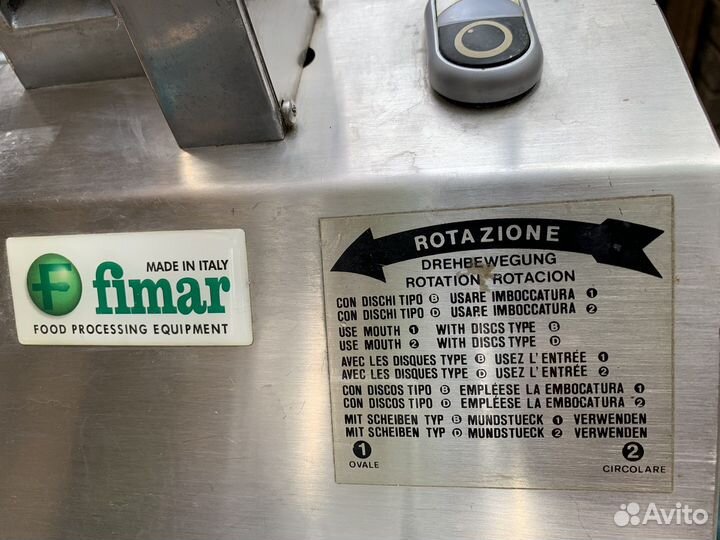 MADE IN ITALY
F fimar
FOOD PROCESSING EQUIPMENT
ROTAZIONE
DREHBEWEGUNG
ROTATION ROTACION
CON DISCHI TIPO B USARE IMBOCCATURA 1
CON DISCHI TIPO D USARE IMBOCCATURA 2
USE MOUTH 1 WITH DISCS TYPE B
USE MOUTH 2 WITH DISCS TYPE D
AVEC LES DISQUES TYPE B USEZ L'ENTRÉE 1
AVEC LES DISQUES TYPE D USEZ L'ENTRÉE 2
CON DISCOS TIPO B EMPLÉESE LA EMBOCATURA 1
CON DISCOS TIPO D EMPLÉESE LA EMBOCATURA 2
MIT SCHEIBEN TYP B MUNDSTUECK 1 VERWENDEN
MIT SCHEIBEN TYP D MUNDSTUECK 2 VERWENDEN
1 2
OVALE CIRCOLARE
Avito